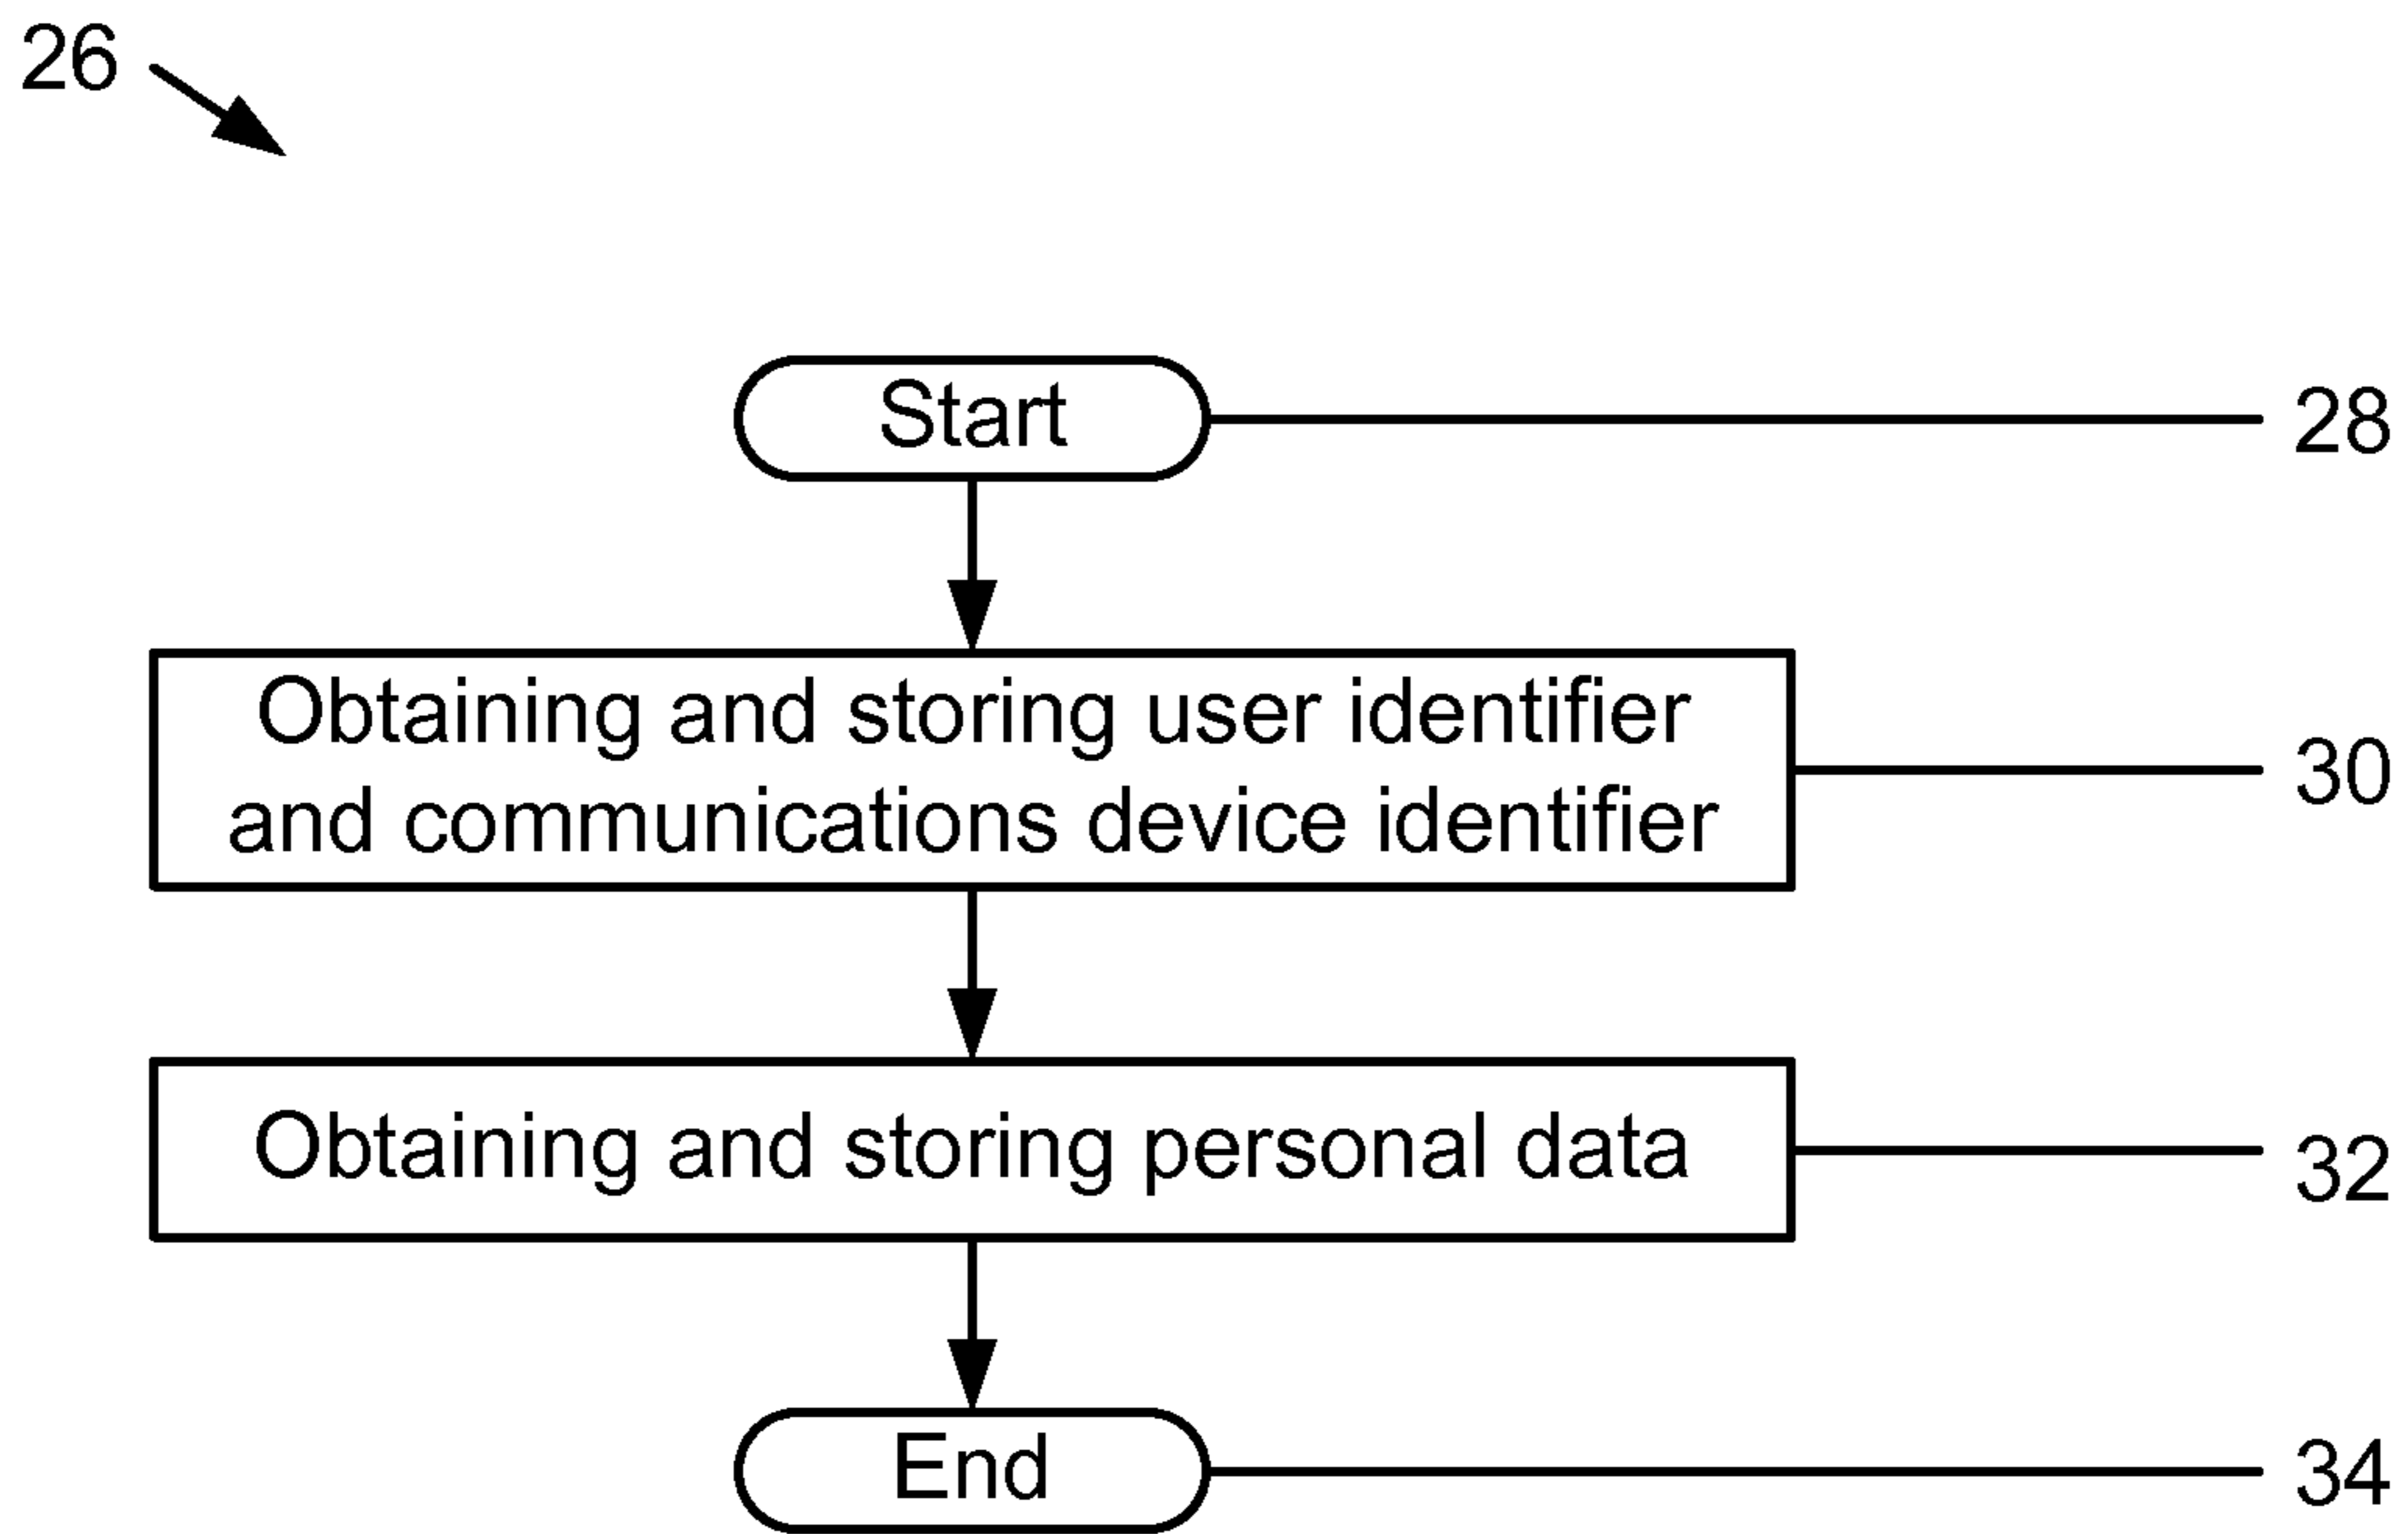 26
Start
28
Obtaining and storing user identifier
and communications device identifier
30
Obtaining and storing personal data
32
End
34